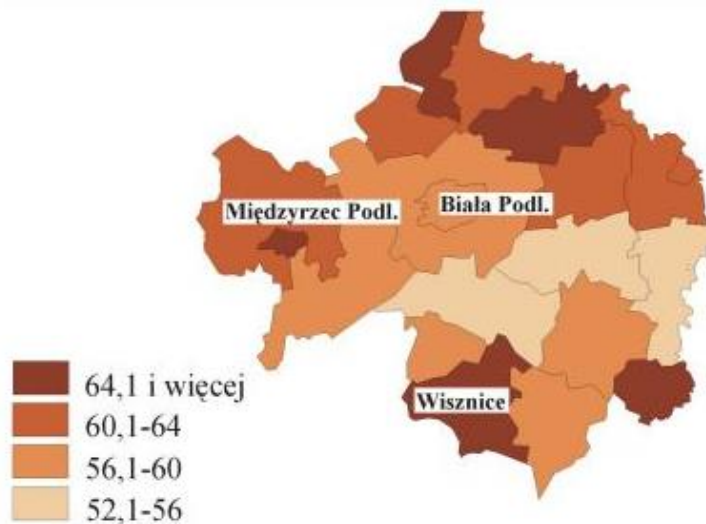 Międzyrzec Podl.
Biała Podl.
Wisznice
64,1 i więcej
60,1-64
56,1-60
52,1-56